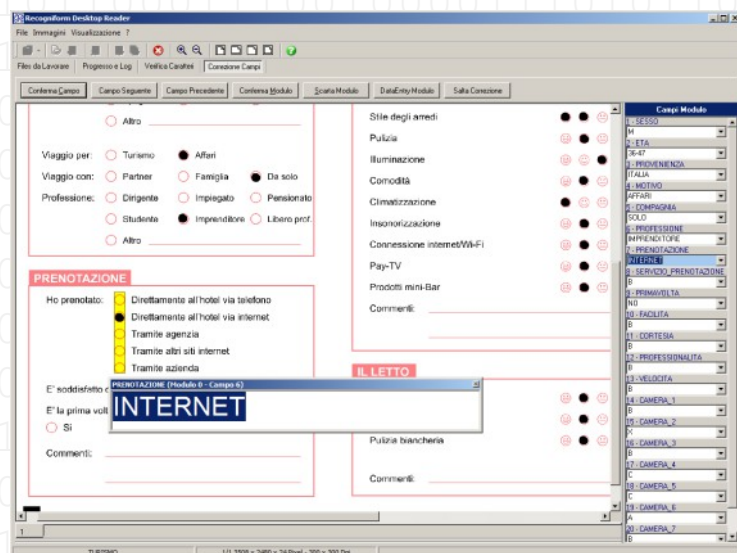 Recogniform Desktop Reader
File Immagini Visualizzazione ?
Files da Lavorare Progresso e Log Verifica Caratteri Correzione Campi
Conferma Campo Campo Seguente Campo Precedente Conferma Modulo Scarta Modulo DataEntry Modulo Salta Correzione
Altro
Viaggio per: Turismo Affari
Viaggio con: Partner Famiglia Da solo
Professione: Dirigente Impiegato Pensionato
Studente Imprenditore Libero prof.
Altro
PRENOTAZIONE
Ho prenotato: Direttamente all'hotel via telefono
Direttamente all'hotel via internet
Tramite agenzia
Tramite altri siti internet
Tramite azienda
E' soddisfatto
E' la prima volt
Si
Commenti:
PRENOTAZIONE (Modulo 0 - Campo 6)
INTERNET
Stile degli arredi
Pulizia
Illuminazione
Comodità
Climatizzazione
Insonorizzazione
Connessione internet/Wi-Fi
Pay-TV
Prodotti mini-Bar
Commenti:
IL LETTO
Pulizia biancheria
Commenti:
Campi Modulo
1 - SESSO
M
2 - ETA
36-47
3 - PROVENIENZA
ITALIA
4 - MOTIVO
AFFARI
5 - COMPAGNIA
SOLO
6 - PROFESSIONE
IMPRENDITORE
7 - PRENOTAZIONE
INTERNET
8 - SERVIZIO_PRENOTAZIONE
B
9 - PRIMAVOLTA
NO
10 - FACILITA
B
11 - CORTESIA
B
12 - PROFESSIONALITA
B
13 - VELOCITA
B
14 - CAMERA_1
B
15 - CAMERA_2
X
16 - CAMERA_3
B
17 - CAMERA_4
C
18 - CAMERA_5
C
19 - CAMERA_6
A
20 - CAMERA_7
B
1
TURISMO